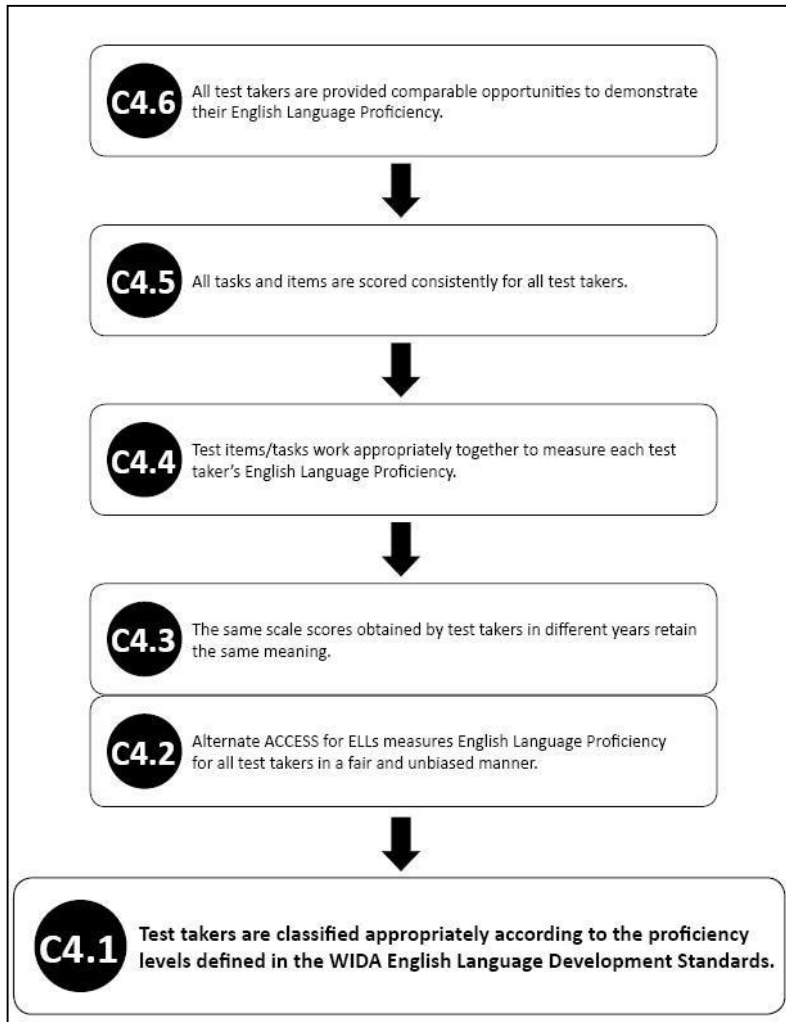 C4.6
All test takers are provided comparable opportunities to demonstrate
their English Language Proficiency.
C4.5
All tasks and items are scored consistently for all test takers.
C4.4
Test items/tasks work appropriately together to measure each test
taker's English Language Proficiency.
C4.3
The same scale scores obtained by test takers in different years retain
the same meaning.
C4.2
Alternate ACCESS for ELLs measures English Language Proficiency
for all test takers in a fair and unbiased manner.
C4.1
Test takers are classified appropriately according to the proficiency
levels defined in the WIDA English Language Development Standards.